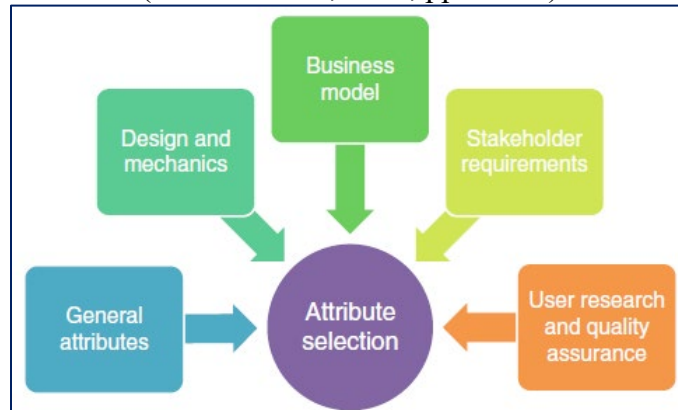 Business
model
Design and
mechanics
Stakeholder
requirements
General
attributes
Attribute
selection
User research
and quality
assurance